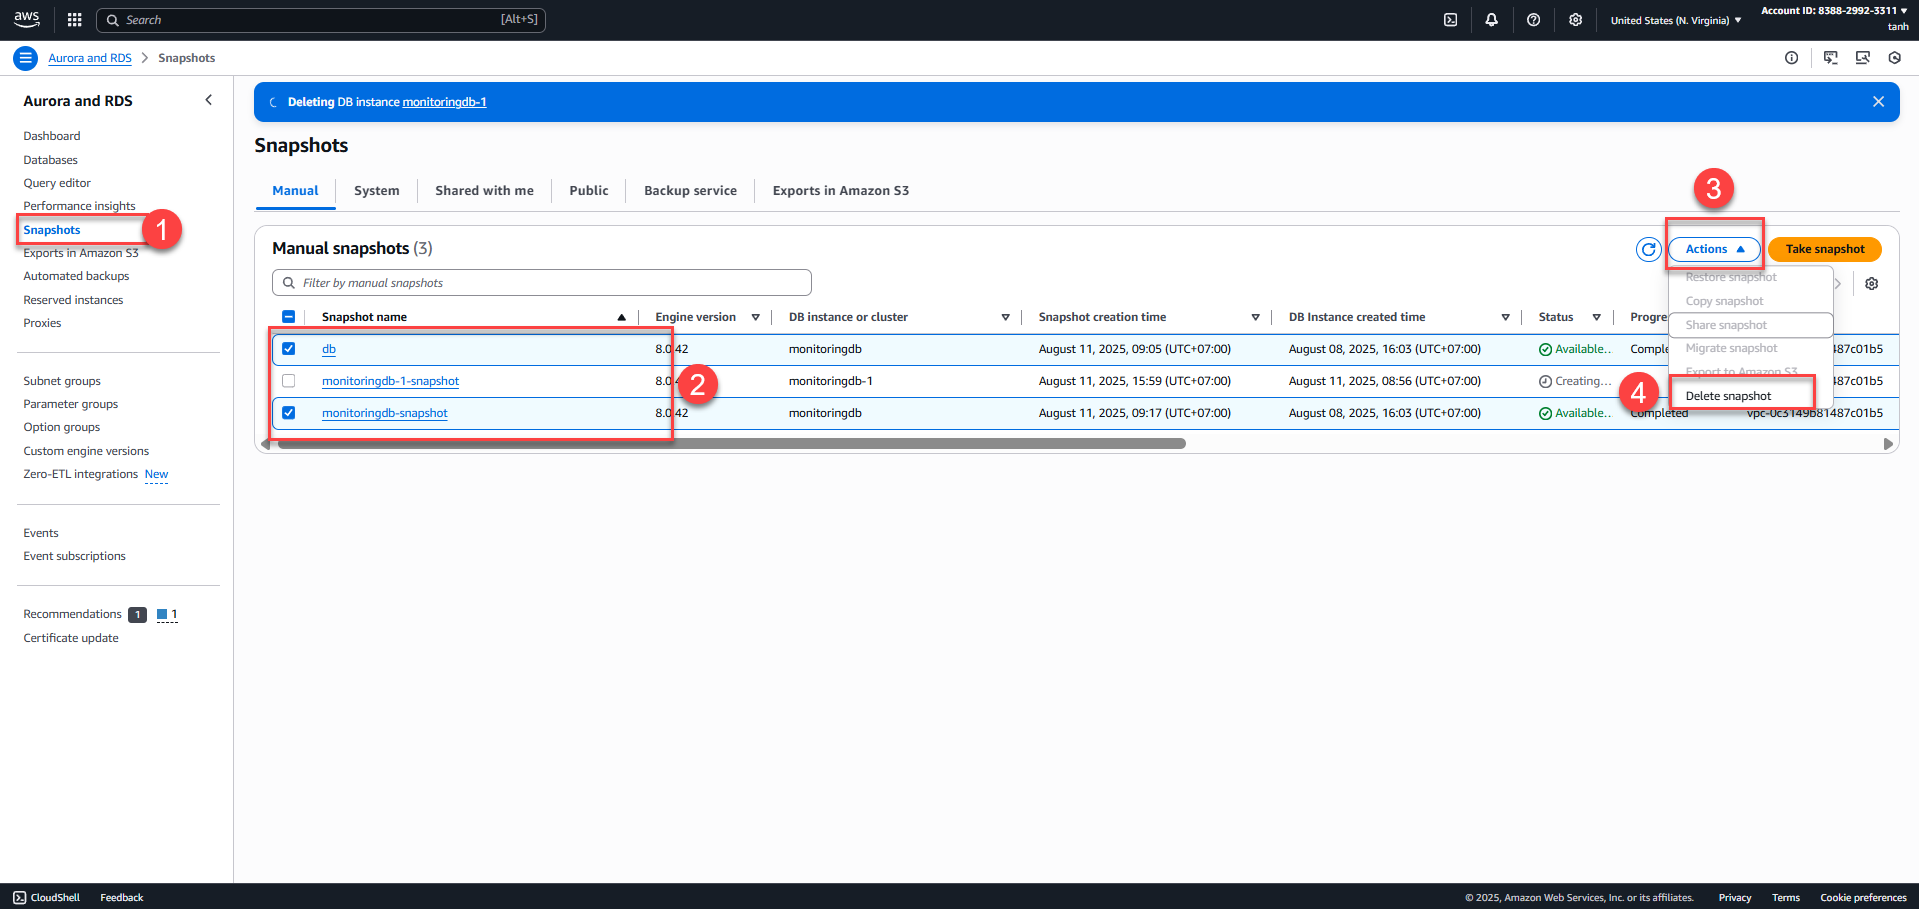 aws
Search [Alt+S]
United States (N. Virginia)
Account ID: 8388-2992-3311
tanh
Aurora and RDS > Snapshots
Aurora and RDS
Dashboard
Databases
Query editor
Performance insights
Snapshots
1
Exports in Amazon S3
Automated backups
Reserved instances
Proxies
Subnet groups
Parameter groups
Option groups
Custom engine versions
Zero-ETL integrations New
Events
Event subscriptions
Recommendations 1 1
Certificate update
Deleting DB instance monitoringdb-1
Snapshots
Manual System Shared with me Public Backup service Exports in Amazon S3
3
Manual snapshots (3)
Actions Take snapshot
Filter by manual snapshots
Restore snapshot
Copy snapshot
Share snapshot
Migrate snapshot
Export to Amazon S3
4
Delete snapshot
Snapshot name Engine version DB instance or cluster Snapshot creation time DB Instance created time Status Progre
db 8.0.42 monitoringdb August 11, 2025, 09:05 (UTC+07:00) August 08, 2025, 16:03 (UTC+07:00) Available.. Comple 487c01b5
monitoringdb-1-snapshot 8.0.4 2 monitoringdb-1 August 11, 2025, 15:59 (UTC+07:00) August 11, 2025, 08:56 (UTC+07:00) Creating... 487c01b5
monitoringdb-snapshot 8.0.42 monitoringdb August 11, 2025, 09:17 (UTC+07:00) August 08, 2025, 16:03 (UTC+07:00) Available.. Completed vpc-0c3149b81487c01b5
CloudShell Feedback
© 2025, Amazon Web Services, Inc. or its affiliates. Privacy Terms Cookie preferences